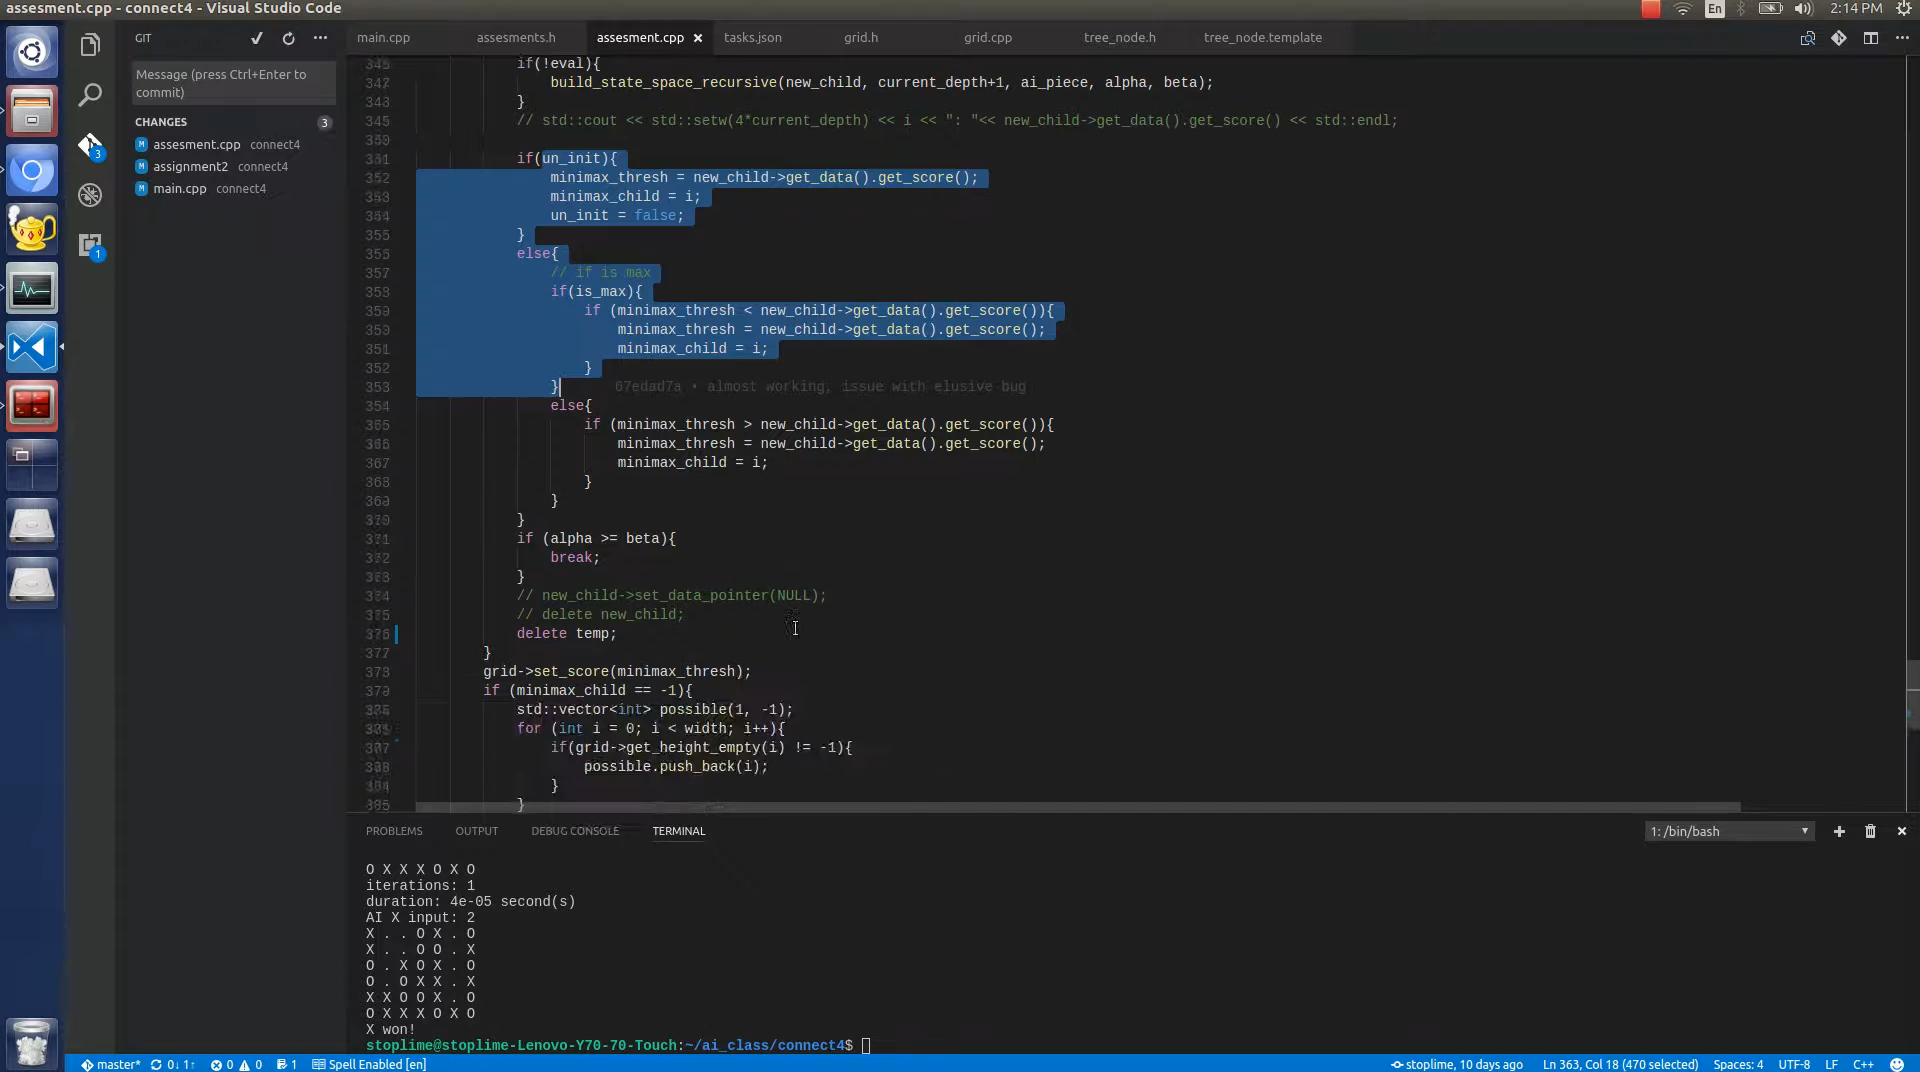 assesment.cpp - connect4 - Visual Studio Code
En
2:14 PM
GIT
main.cpp
assesments.h
assesment.cpp
tasks.json
grid.h
grid.cpp
tree_node.h
tree_node.template
Message (press Ctrl+Enter to
commit)
CHANGES
3
assesment.cpp connect4
assignment2 connect4
main.cpp connect4
3
1
if(!eval){
build_state_space_recursive(new_child, current_depth+1, ai_piece, alpha, beta);
}
// std::cout << std::setw(4*current_depth) << i << ": "<< new_child->get_data().get_score() << std::endl;
if(un_init){
minimax_thresh = new_child->get_data().get_score();
minimax_child = i;
un_init = false;
}
else{
// if is max
if(is_max){
if (minimax_thresh < new_child->get_data().get_score()){
minimax_thresh = new_child->get_data().get_score();
minimax_child = i;
}
} 67edad7a • almost working, issue with elusive bug
else{
if (minimax_thresh > new_child->get_data().get_score()){
minimax_thresh = new_child->get_data().get_score();
minimax_child = i;
}
}
}
if (alpha >= beta){
break;
}
// new_child->set_data_pointer(NULL);
// delete new_child;
delete temp;
}
grid->set_score(minimax_thresh);
if (minimax_child == -1){
std::vector<int> possible(1, -1);
for (int i = 0; i < width; i++){
if(grid->get_height_empty(i) != -1){
possible.push_back(i);
}
}
PROBLEMS
OUTPUT
DEBUG CONSOLE
TERMINAL
1: /bin/bash
O X X X O X O
iterations: 1
duration: 4e-05 second(s)
AI X input: 2
X . . O X . O
X . . O O . X
O . X O X . O
O . O X X . X
X X O O X . O
O X X X O X O
X won!
stoplime@stoplime-Lenovo-Y70-70-Touch:~/ai_class/connect4$
master*
0↓ 1↑
0
0
1
Spell Enabled [en]
stoplime, 10 days ago
Ln 363, Col 18 (470 selected)
Spaces: 4
UTF-8
LF
C++